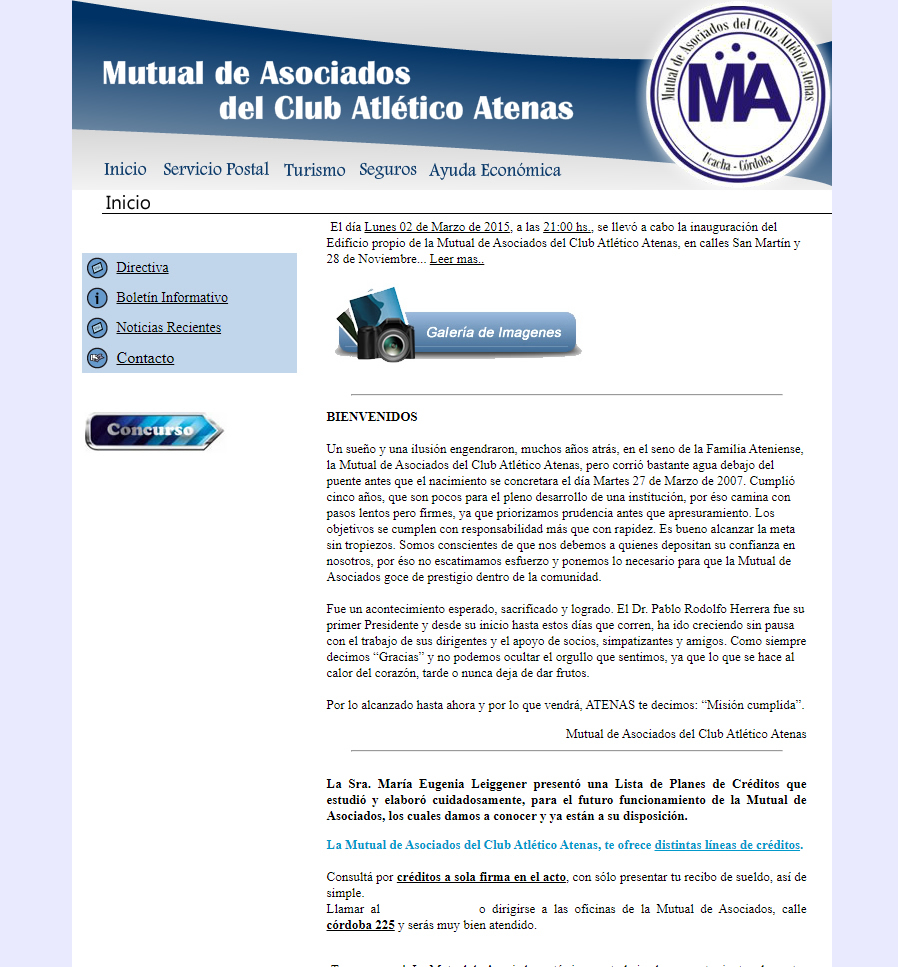 Mutual de Asociados
del Club Atlético Atenas
Mutual de Asociados del Club Atlético Atenas
MA
Ucacha - Córdoba
Inicio Servicio Postal Turismo Seguros Ayuda Económica
Inicio
El día Lunes 02 de Marzo de 2015, a las 21:00 hs., se llevó a cabo la inauguración del
Edificio propio de la Mutual de Asociados del Club Atlético Atenas, en calles San Martín y
28 de Noviembre... Leer mas..
Directiva
Boletín Informativo
Noticias Recientes
Contacto
Galeria de Imagenes
Concurso
BIENVENIDOS
Un sueño y una ilusión engendraron, muchos años atrás, en el seno de la Familia Ateniense,
la Mutual de Asociados del Club Atlético Atenas, pero corrió bastante agua debajo del
puente antes que el nacimiento se concretara el día Martes 27 de Marzo de 2007. Cumplió
cinco años, que son pocos para el pleno desarrollo de una institución, por éso camina con
pasos lentos pero firmes, ya que priorizamos prudencia antes que apresuramiento. Los
objetivos se cumplen con responsabilidad más que con rapidez. Es bueno alcanzar la meta
sin tropiezos. Somos conscientes de que nos debemos a quienes depositan su confianza en
nosotros, por éso no escatimamos esfuerzo y ponemos lo necesario para que la Mutual de
Asociados goce de prestigio dentro de la comunidad.
Fue un acontecimiento esperado, sacrificado y logrado. El Dr. Pablo Rodolfo Herrera fue su
primer Presidente y desde su inicio hasta estos días que corren, ha ido creciendo sin pausa
con el trabajo de sus dirigentes y el apoyo de socios, simpatizantes y amigos. Como siempre
decimos “Gracias” y no podemos ocultar el orgullo que sentimos, ya que lo que se hace al
calor del corazón, tarde o nunca deja de dar frutos.
Por lo alcanzado hasta ahora y por lo que vendrá, ATENAS te decimos: “Misión cumplida”.
Mutual de Asociados del Club Atlético Atenas
La Sra. María Eugenia Leiggener presentó una Lista de Planes de Créditos que
estudió y elaboró cuidadosamente, para el futuro funcionamiento de la Mutual de
Asociados, los cuales damos a conocer y ya están a su disposición.
La Mutual de Asociados del Club Atlético Atenas, te ofrece distintas líneas de créditos.
Consultá por créditos a sola firma en el acto, con sólo presentar tu recibo de sueldo, así de
simple.
Llamar al o dirigirse a las oficinas de la Mutual de Asociados, calle
córdoba 225 y serás muy bien atendido.